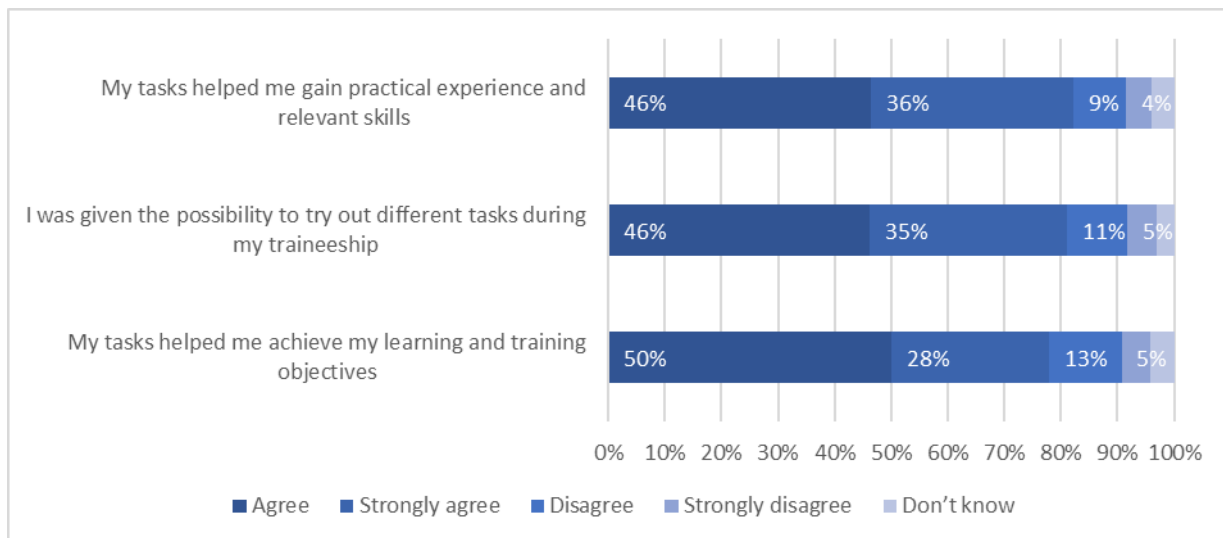 My tasks helped me gain practical experience and
relevant skills
46% 36% 9% 4%
I was given the possibility to try out different tasks during
my traineeship
46% 35% 11% 5%
My tasks helped me achieve my learning and training
objectives
50% 28% 13% 5%
0% 10% 20% 30% 40% 50% 60% 70% 80% 90% 100%
Agree Strongly agree Disagree Strongly disagree Don't know